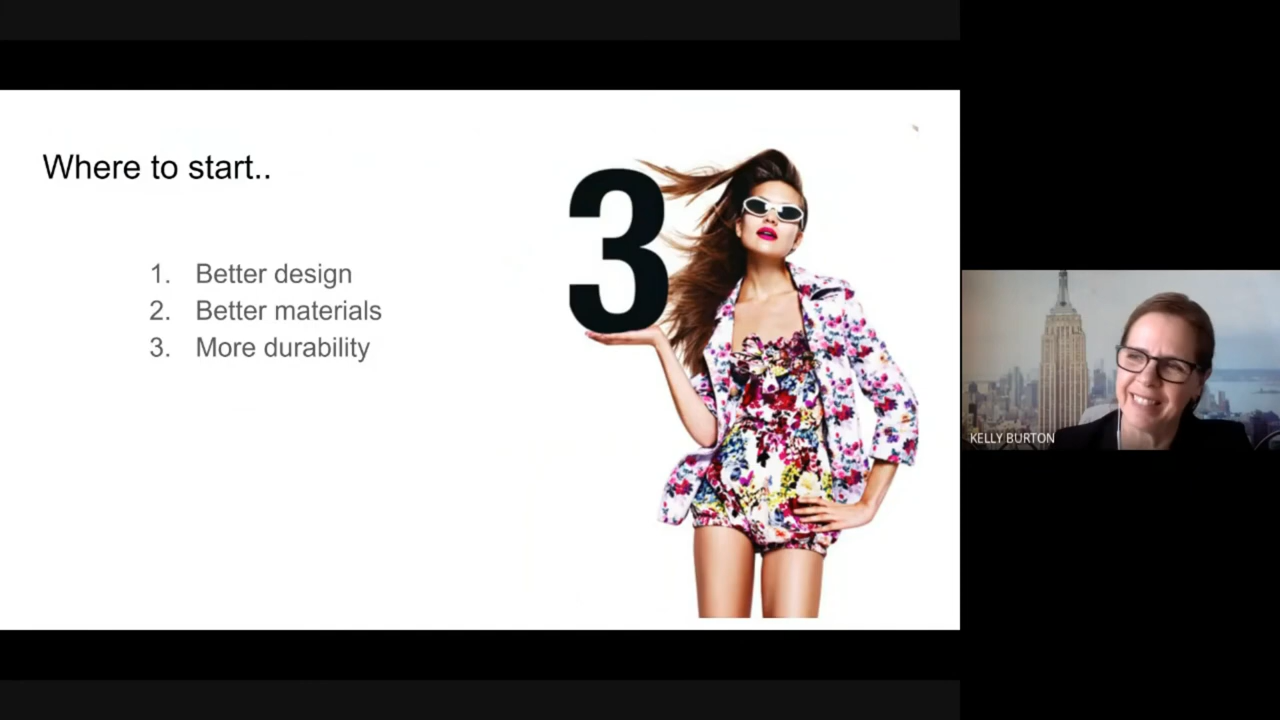 Where to start..
1. Better design
2. Better materials
3. More durability
3
KELLY BURTON